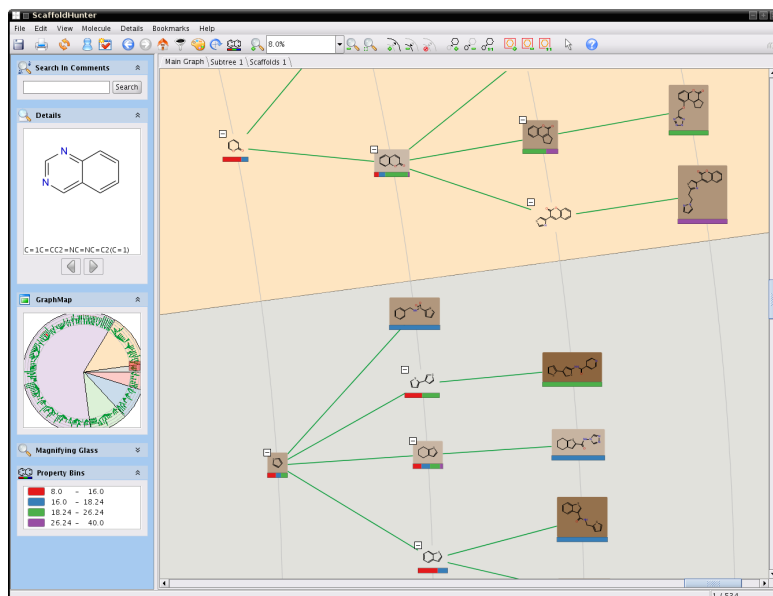 ScaffoldHunter
File Edit View Molecule Details Bookmarks Help
8.0%
Main Graph Subtree 1 Scaffolds 1
Search In Comments
Search
Details
N
N
C=1C=CC2=NC=NC=C2(C=1)
GraphMap
Magnifying Glass
Property Bins
8.0 – 16.0
16.0 – 18.24
18.24 – 26.24
26.24 – 40.0
1 / 534